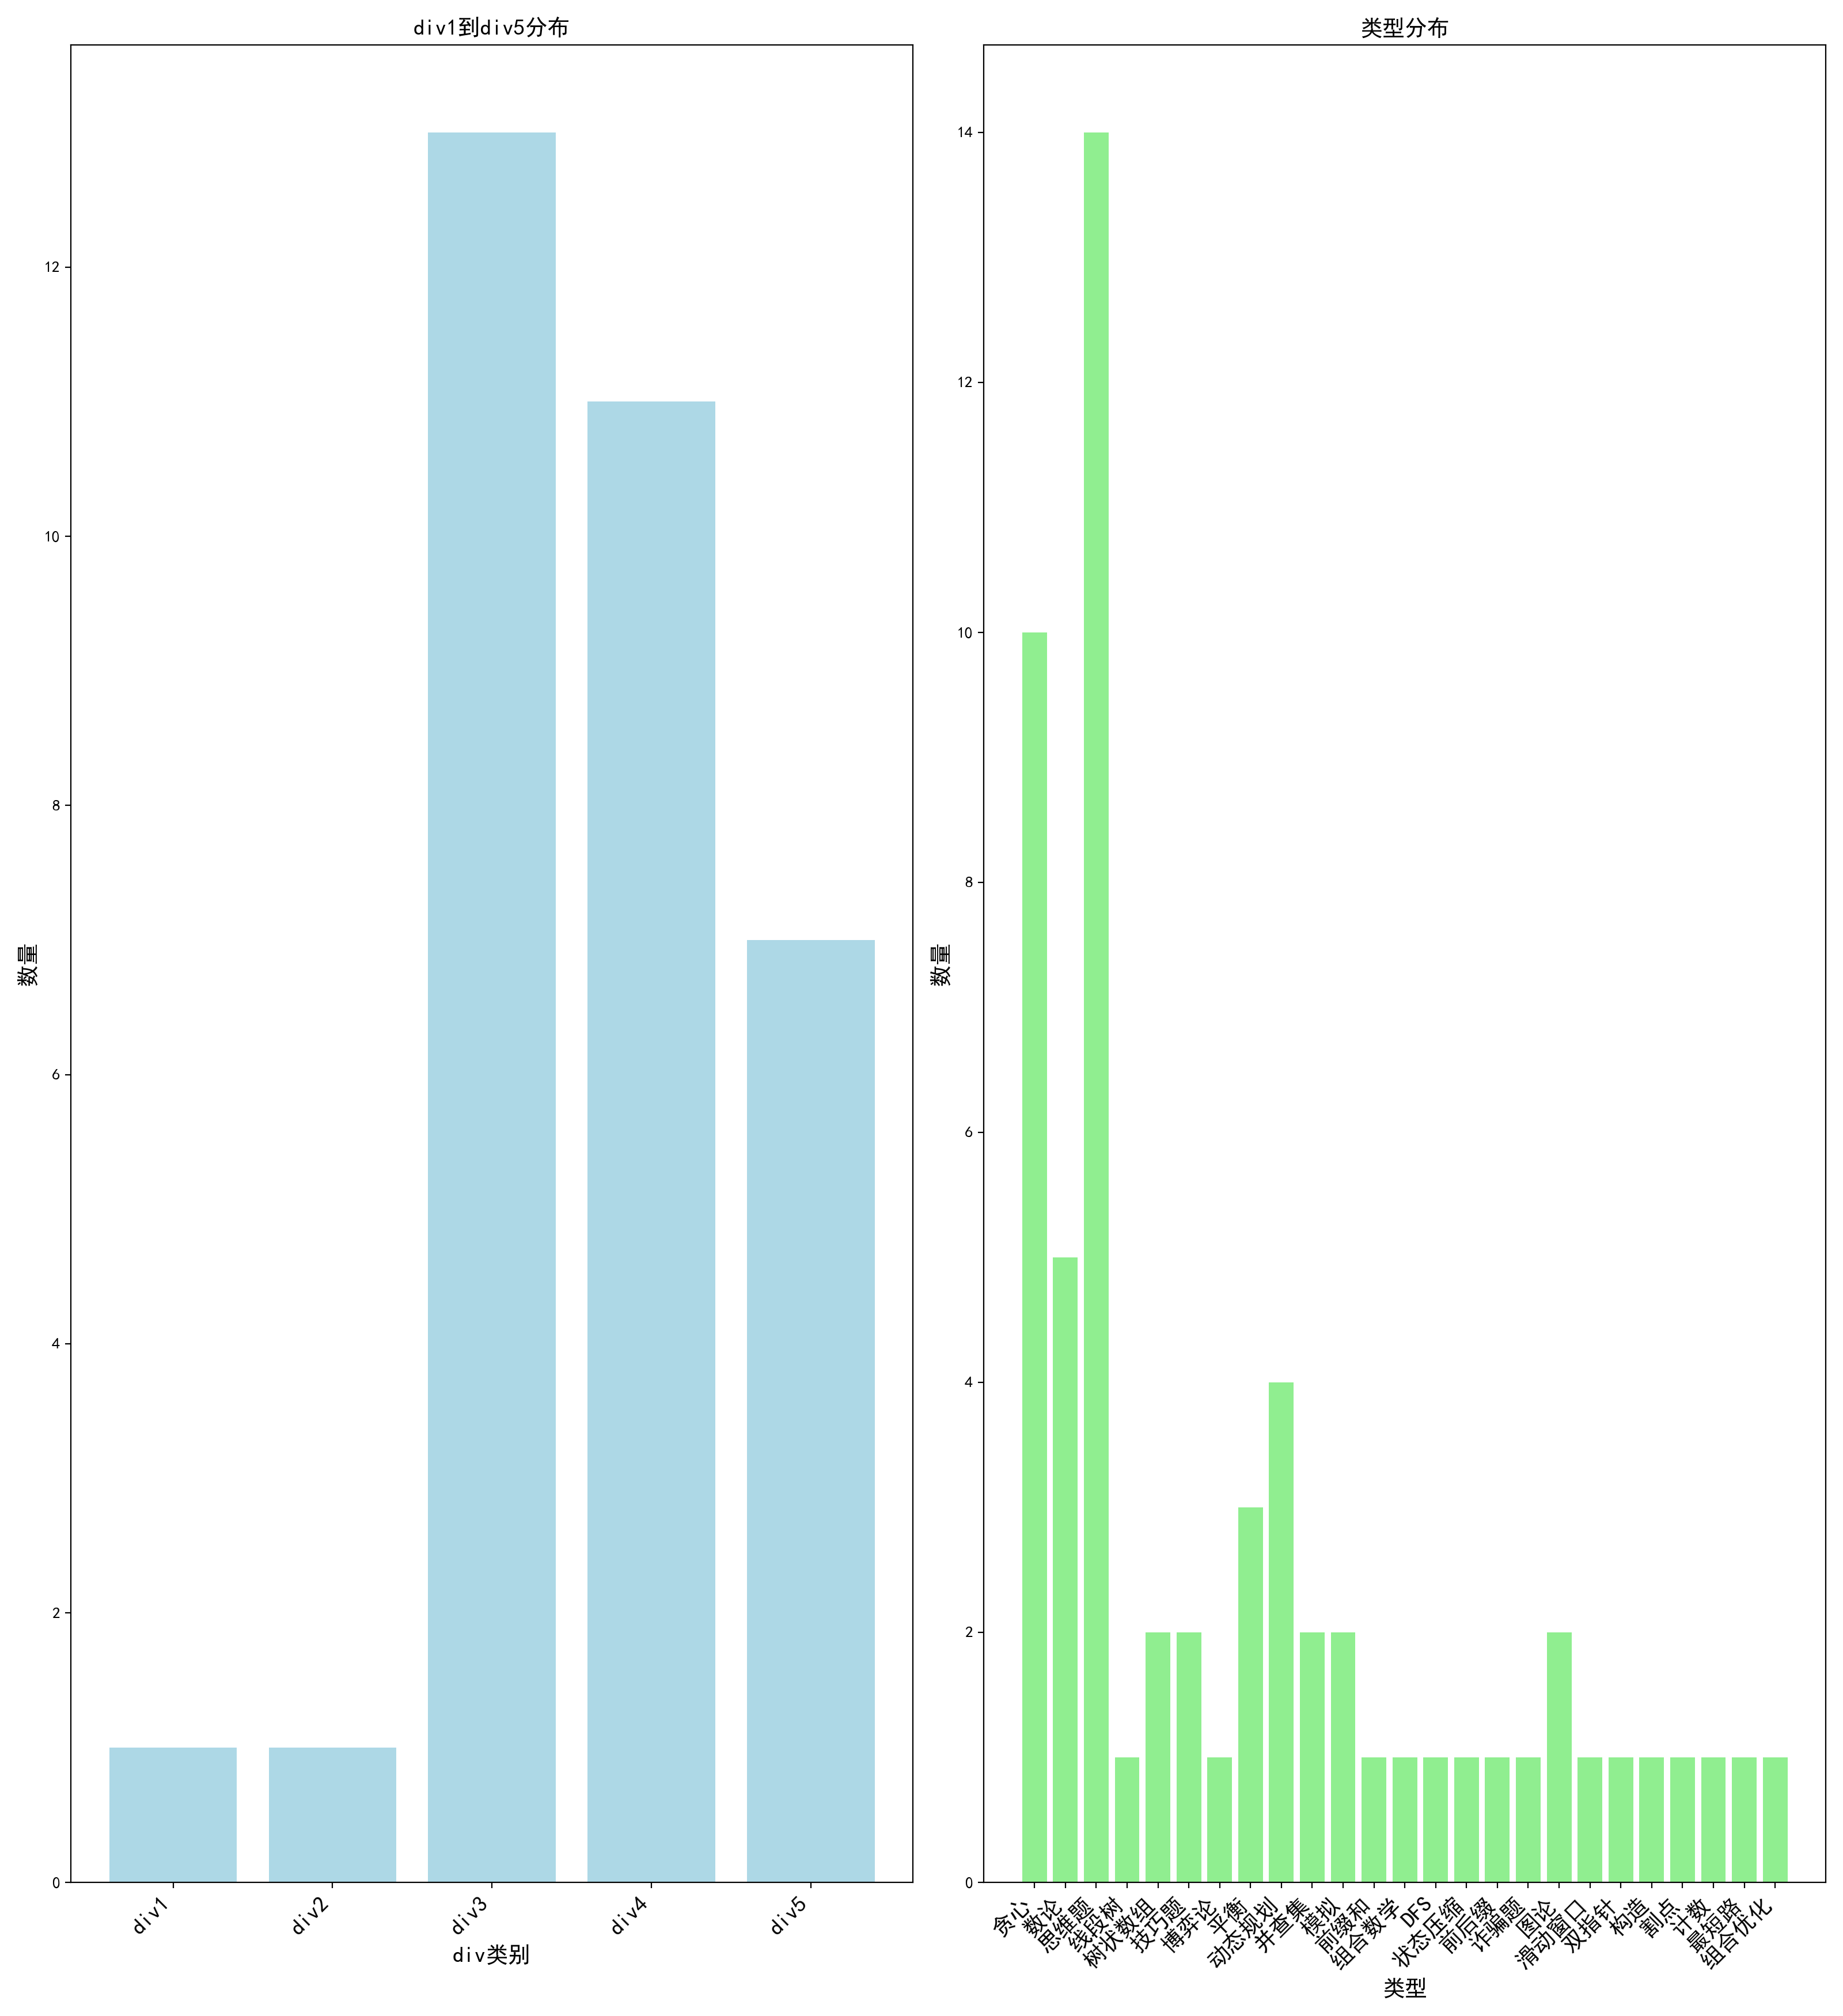 div1到div5分布
数量
12
10
8
6
4
2
0
div1
div2
div3
div4
div5
div类别
类型分布
数量
14
12
10
8
6
4
2
0
贪心
数论
思维题
线段树
树状数组
技巧题
博弈论
平衡
动态规划
并查集
模拟
前缀和
组合数学
DFS
状态压缩
前后缀
诈骗题
图论
滑动窗口
双指针
构造
割点
计数
最短路
组合优化
类型